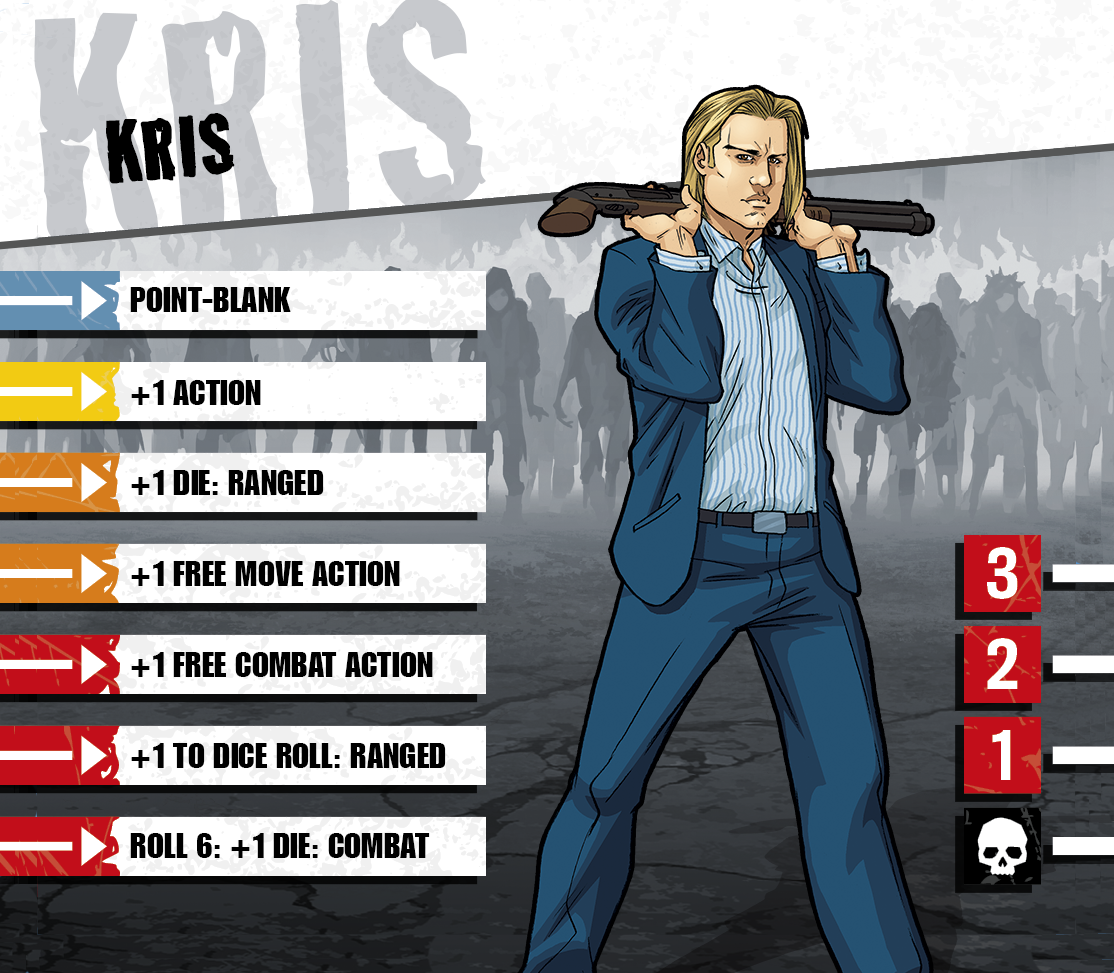 KRIS
KRIS
POINT-BLANK
+1 ACTION
+1 DIE: RANGED
+1 FREE MOVE ACTION
+1 FREE COMBAT ACTION
+1 TO DICE ROLL: RANGED
ROLL 6: +1 DIE: COMBAT
3
2
1